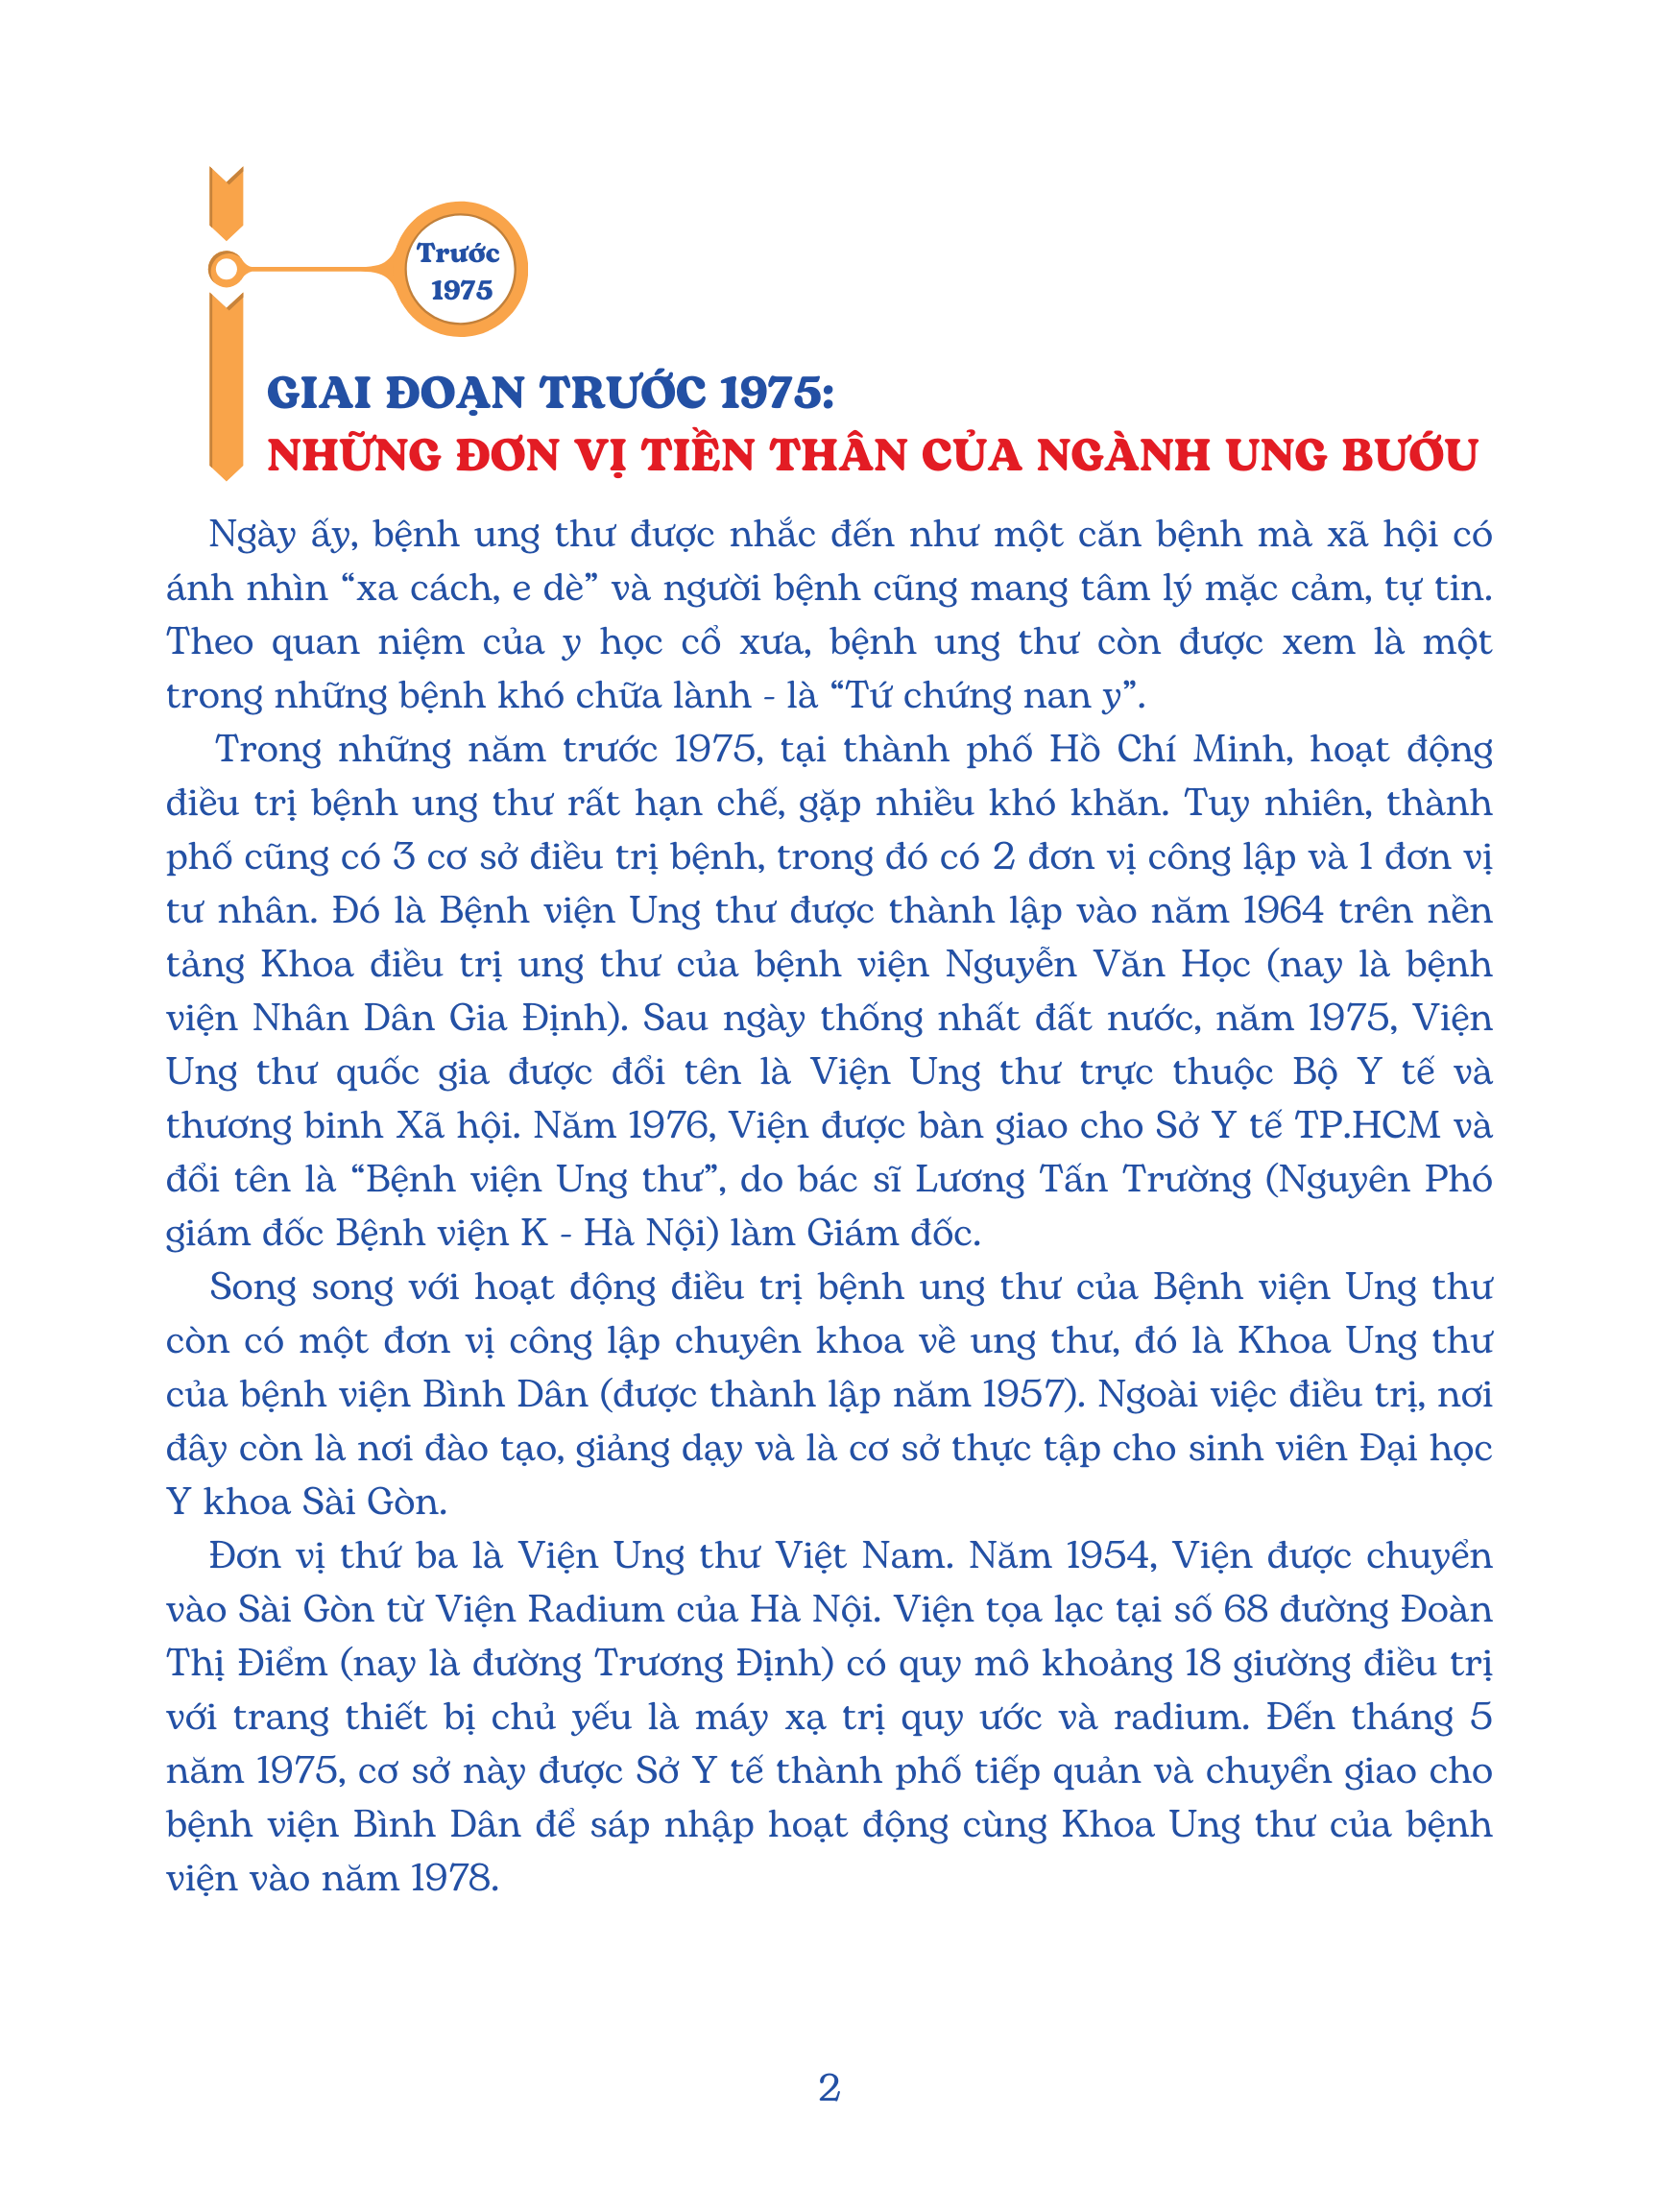 Trước
1975
GIAI ĐOẠN TRƯỚC 1975:
NHỮNG ĐƠN VỊ TIỀN THÂN CỦA NGÀNH UNG BƯỚU
Ngày ấy, bệnh ung thư được nhắc đến như một căn bệnh mà xã hội có
ánh nhìn “xa cách, e dè” và người bệnh cũng mang tâm lý mặc cảm, tự tin.
Theo quan niệm của y học cổ xưa, bệnh ung thư còn được xem là một
trong những bệnh khó chữa lành - là “Tứ chứng nan y”.
Trong những năm trước 1975, tại thành phố Hồ Chí Minh, hoạt động
điều trị bệnh ung thư rất hạn chế, gặp nhiều khó khăn. Tuy nhiên, thành
phố cũng có 3 cơ sở điều trị bệnh, trong đó có 2 đơn vị công lập và 1 đơn vị
tư nhân. Đó là Bệnh viện Ung thư được thành lập vào năm 1964 trên nền
tảng Khoa điều trị ung thư của bệnh viện Nguyễn Văn Học (nay là bệnh
viện Nhân Dân Gia Định). Sau ngày thống nhất đất nước, năm 1975, Viện
Ung thư quốc gia được đổi tên là Viện Ung thư trực thuộc Bộ Y tế và
thương binh Xã hội. Năm 1976, Viện được bàn giao cho Sở Y tế TP.HCM và
đổi tên là “Bệnh viện Ung thư”, do bác sĩ Lương Tấn Trường (Nguyên Phó
giám đốc Bệnh viện K - Hà Nội) làm Giám đốc.
Song song với hoạt động điều trị bệnh ung thư của Bệnh viện Ung thư
còn có một đơn vị công lập chuyên khoa về ung thư, đó là Khoa Ung thư
của bệnh viện Bình Dân (được thành lập năm 1957). Ngoài việc điều trị, nơi
đây còn là nơi đào tạo, giảng dạy và là cơ sở thực tập cho sinh viên Đại học
Y khoa Sài Gòn.
Đơn vị thứ ba là Viện Ung thư Việt Nam. Năm 1954, Viện được chuyển
vào Sài Gòn từ Viện Radium của Hà Nội. Viện tọa lạc tại số 68 đường Đoàn
Thị Điểm (nay là đường Trương Định) có quy mô khoảng 18 giường điều trị
với trang thiết bị chủ yếu là máy xạ trị quy ước và radium. Đến tháng 5
năm 1975, cơ sở này được Sở Y tế thành phố tiếp quản và chuyển giao cho
bệnh viện Bình Dân để sáp nhập hoạt động cùng Khoa Ung thư của bệnh
viện vào năm 1978.
2